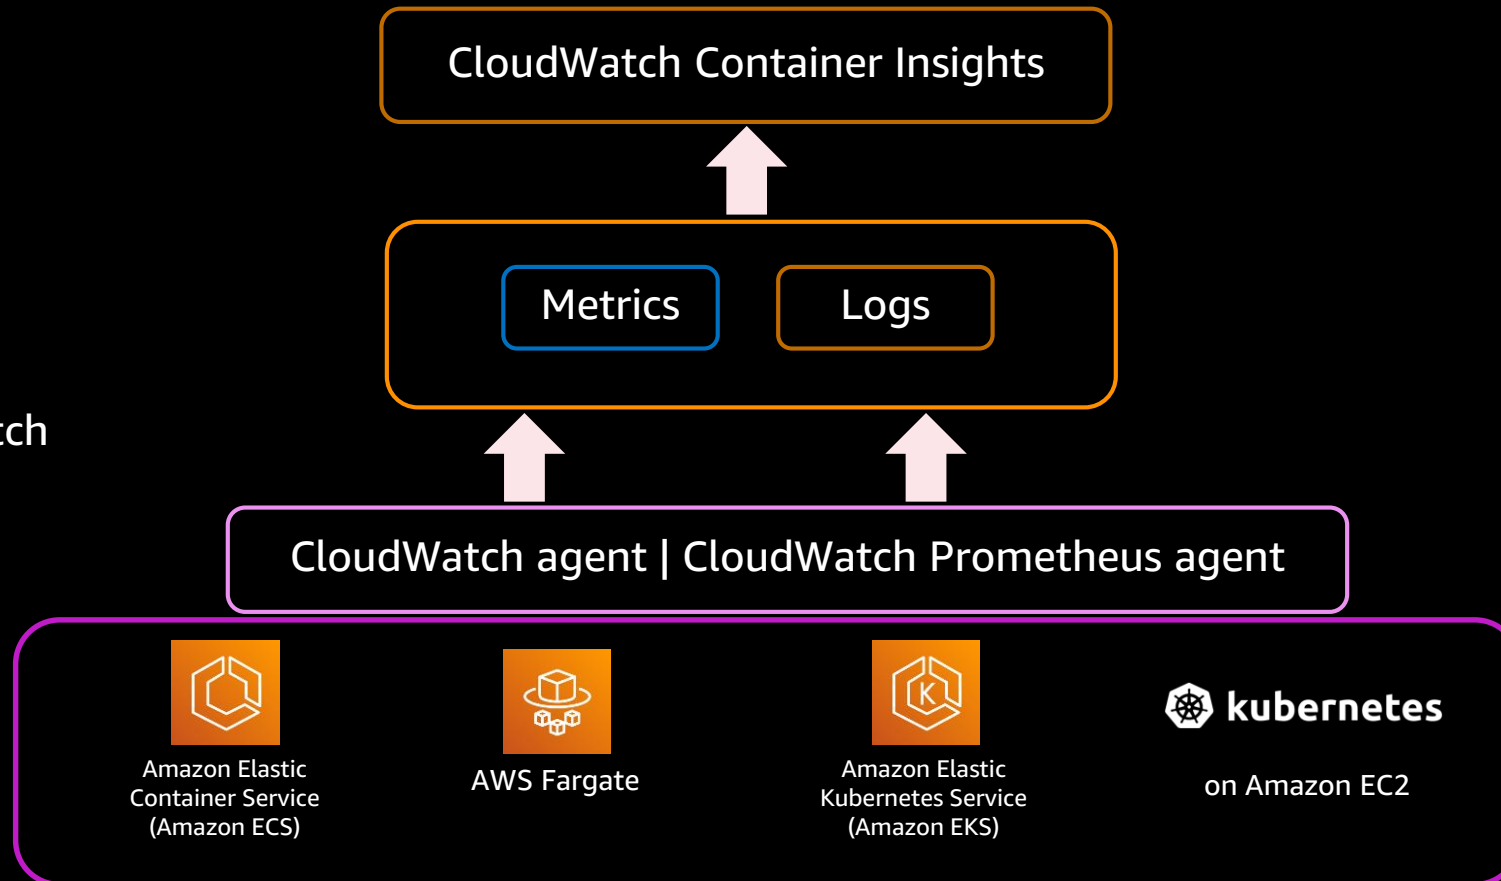 CloudWatch Container Insights
Metrics
Logs
tch
CloudWatch agent | CloudWatch Prometheus agent
Amazon Elastic
Container Service
(Amazon ECS)
AWS Fargate
K
Amazon Elastic
Kubernetes Service
(Amazon EKS)
kubernetes
on Amazon EC2